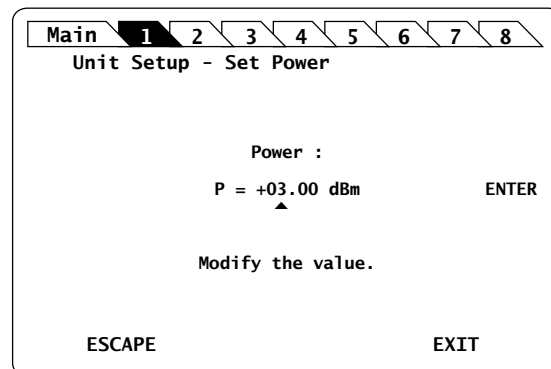 Main 1 2 3 4 5 6 7 8
Unit Setup - Set Power
Power :
P = +03.00 dBm ENTER
Modify the value.
ESCAPE EXIT